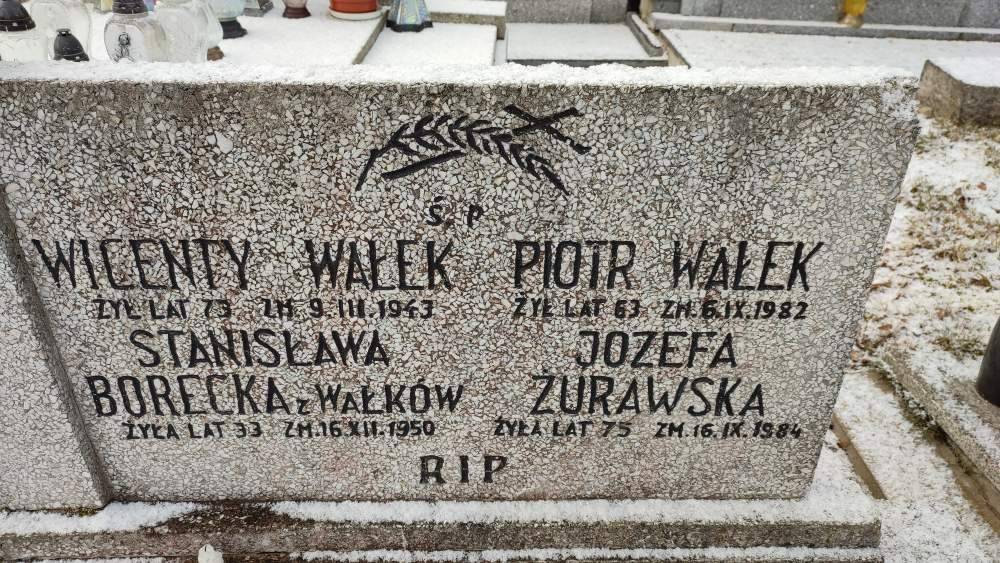 Ś. P
WICENTY WAŁEK
ŻYŁ LAT 73 ZM. 9.III.1943
STANISŁAWA
BORECKA z WAŁKÓW
ŻYŁA LAT 33 ZM. 16 XII. 1950
PIOTR WAŁEK
ŻYŁ LAT 63 ZM. 6.IX.1982
JÓZEFA
ŻURAWSKA
ŻYŁA LAT 75 ZM. 16.IX.1984
RIP